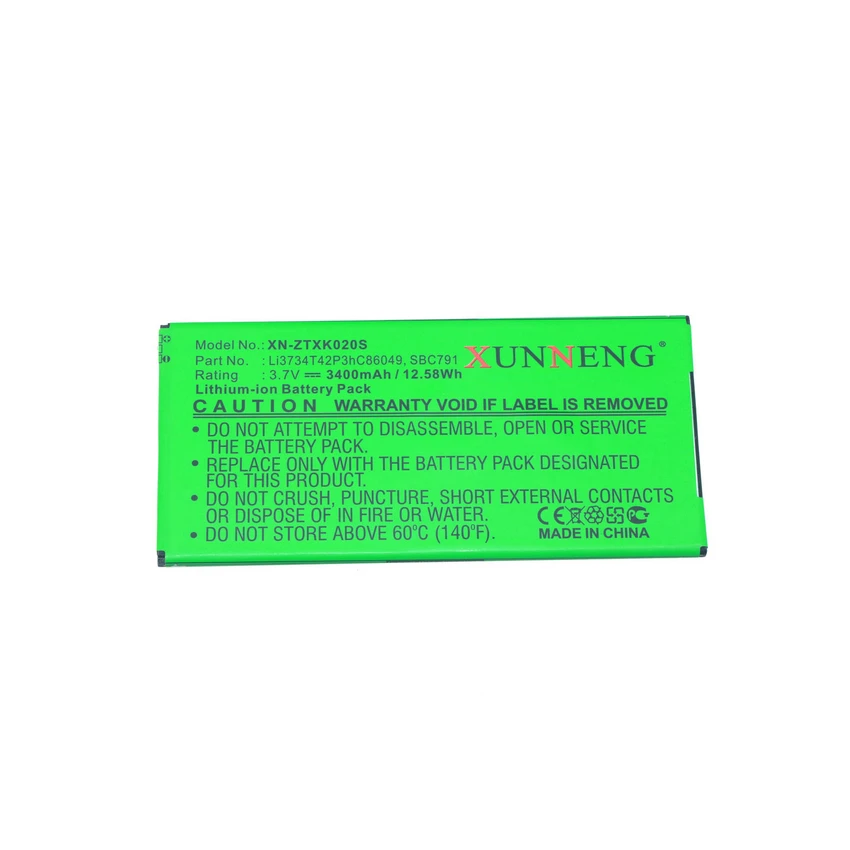 Model No.: XN-ZTXK020S
Part No. : Li3734T42P3hC86049, SBC791
Rating : 3.7V 3400mAh / 12.58Wh
Lithium-ion Battery Pack
XUNNENG®
CAUTION WARRANTY VOID IF LABEL IS REMOVED
• DO NOT ATTEMPT TO DISASSEMBLE, OPEN OR SERVICE
THE BATTERY PACK.
• REPLACE ONLY WITH THE BATTERY PACK DESIGNATED
FOR THIS PRODUCT.
• DO NOT CRUSH, PUNCTURE, SHORT EXTERNAL CONTACTS
OR DISPOSE OF IN FIRE OR WATER.
• DO NOT STORE ABOVE 60°C (140°F).
CE
MADE IN CHINA